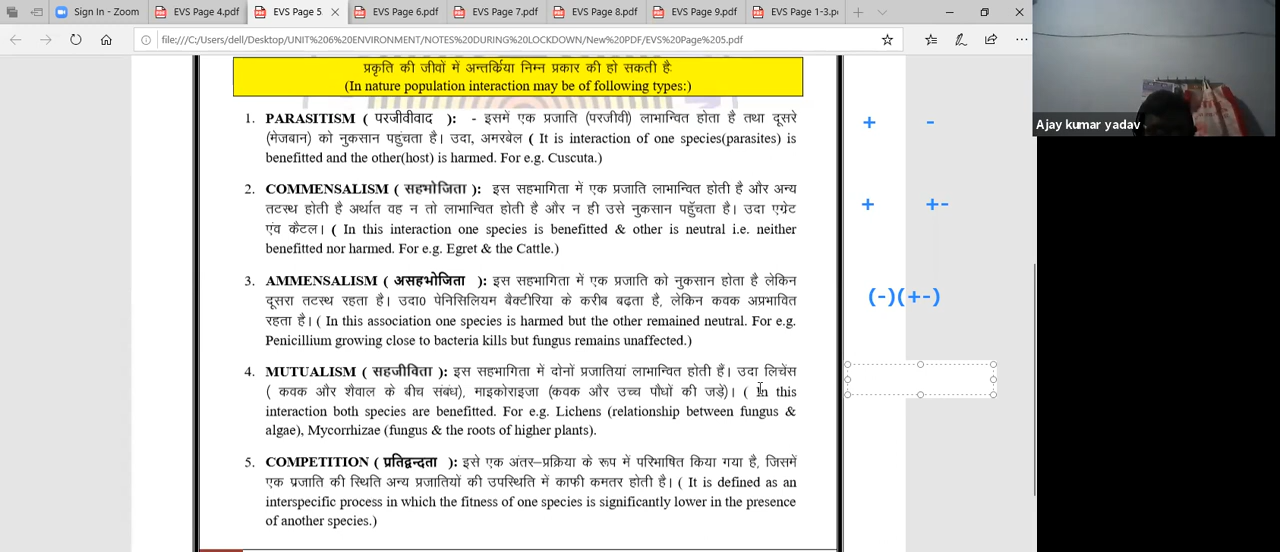 Sign In - Zoom EVS Page 4.pdf EVS Page 5 EVS Page 6.pdf EVS Page 7.pdf EVS Page 8.pdf EVS Page 9.pdf EVS Page 1-3.p
file:///C:/Users/dell/Desktop/UNIT%206%20ENVIRONMENT/NOTES%20DURING%20LOCKDOWN/New%20PDF/EVS%20Page%205.pdf
Ajay kumar yadav
प्रकृति की जीवों में अन्तर्किया निम्न प्रकार की हो सकती है
(In nature population interaction may be of following types:)
1. PARASITISM ( परजीवीवाद ): - इसमें एक प्रजाति (परजीवी) लाभान्वित होता है तथा दूसरे + -
(मेजबान) को नुकसान पहुंचता है। उदा, अमरबेल ( It is interaction of one species(parasites) is
benefitted and the other(host) is harmed. For e.g. Cuscuta.)
2. COMMENSALISM ( सहभोजिता ): इस सहभागिता में एक प्रजाति लाभान्वित होती है और अन्य
तटस्थ होती है अर्थात वह न तो लाभान्वित होती है और न ही उसे नुकसान पहुँचता है। उदा एग्रेट + +-
एंव कैटल। ( In this interaction one species is benefitted & other is neutral i.e. neither
benefitted nor harmed. For e.g. Egret & the Cattle.)
3. AMMENSALISM ( असहभोजिता ): इस सहभागिता में एक प्रजाति को नुकसान होता है लेकिन
दूसरा तटस्थ रहता है। उदा0 पेनिसिलियम बैक्टीरिया के करीब बढ़ता है, लेकिन कवक अप्रभावित (-)(+-)
रहता है। ( In this association one species is harmed but the other remained neutral. For e.g.
Penicillium growing close to bacteria kills but fungus remains unaffected.)
4. MUTUALISM ( सहजीविता ): इस सहभागिता में दोनों प्रजातियां लाभान्वित होती हैं। उदा लिचेंस
( कवक और शैवाल के बीच संबंध), माइकोराइजा (कवक और उच्च पौधों की जड़ें)। ( In this
interaction both species are benefitted. For e.g. Lichens (relationship between fungus &
algae), Mycorrhizae (fungus & the roots of higher plants).
5. COMPETITION ( प्रतिद्वन्दता ): इसे एक अंतर–प्रक्रिया के रूप में परिभाषित किया गया है, जिसमें
एक प्रजाति की स्थिति अन्य प्रजातियों की उपस्थिति में काफी कमतर होती है। ( It is defined as an
interspecific process in which the fitness of one species is significantly lower in the presence
of another species.)